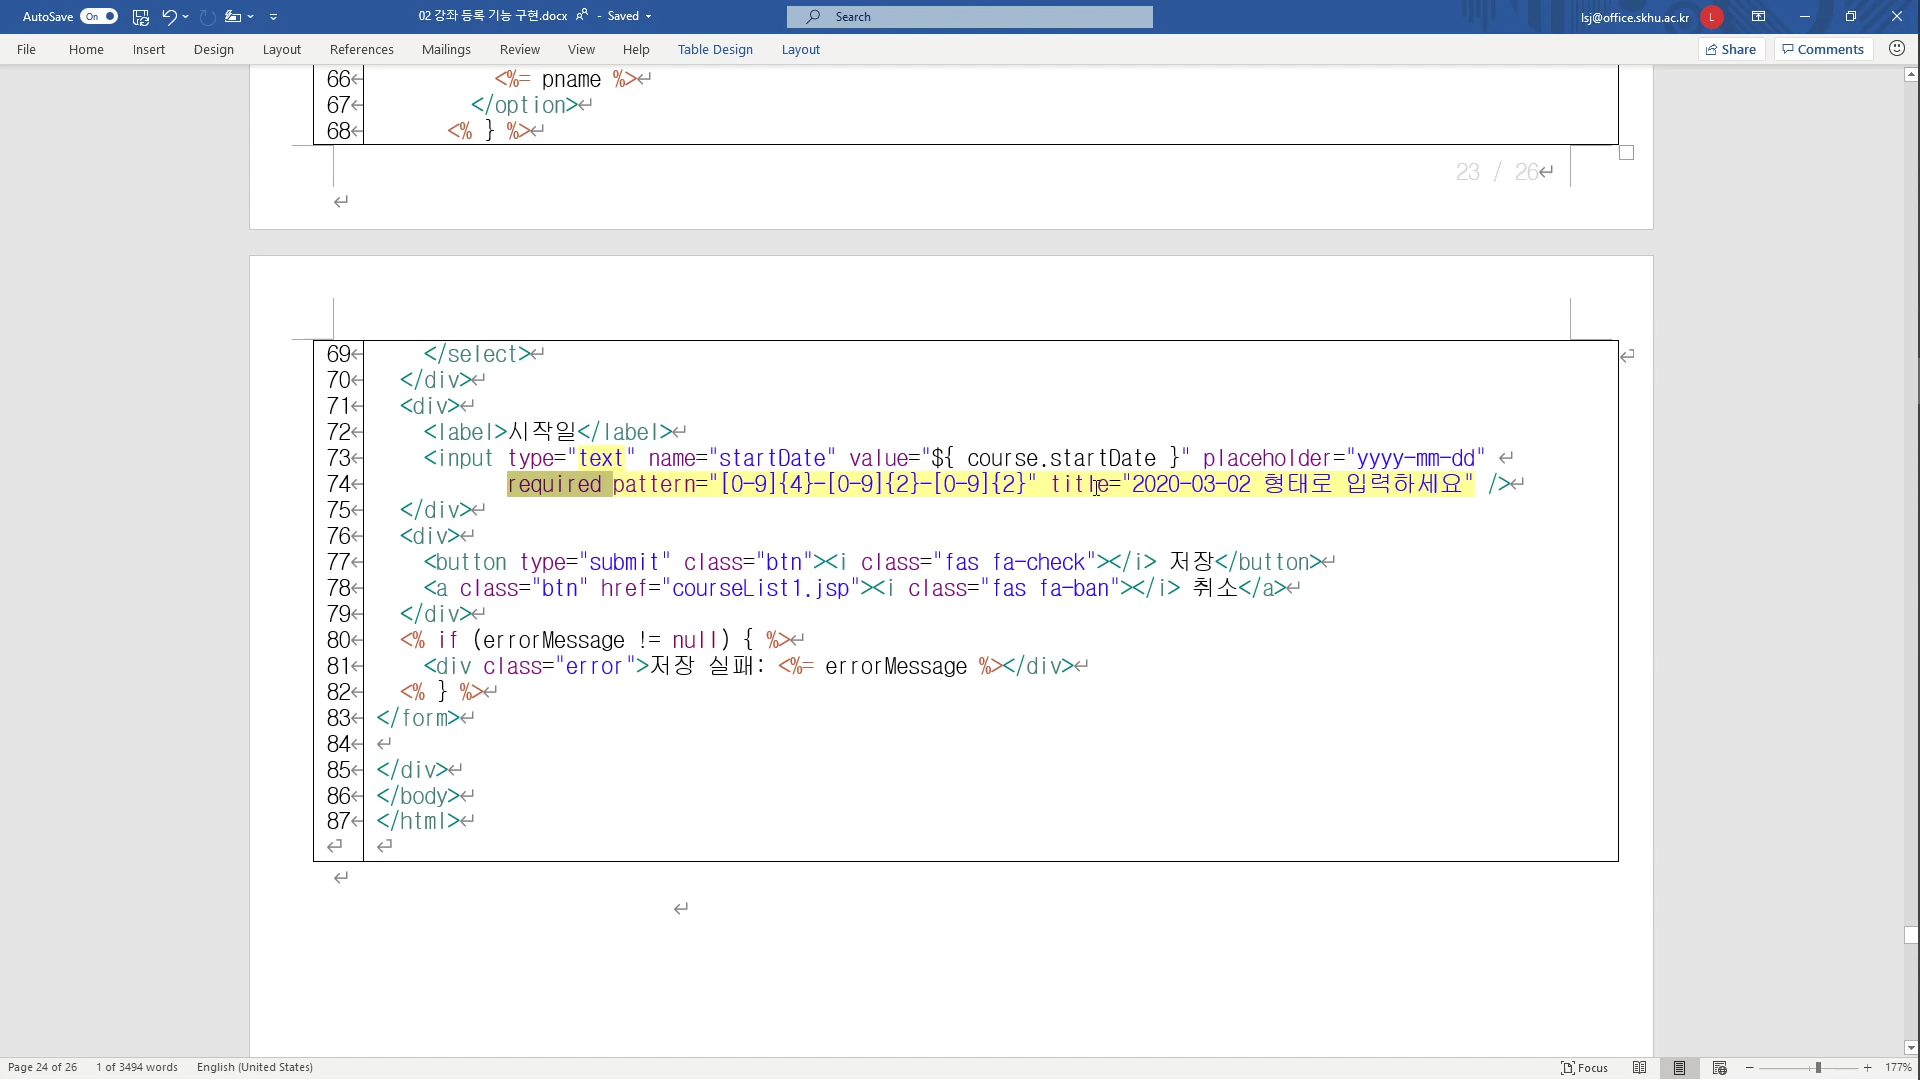 AutoSave On 02 강좌 등록 기능 구현.docx - Saved Search lsj@office.skhu.ac.kr L
File Home Insert Design Layout References Mailings Review View Help Table Design Layout Share Comments
66 <%= pname %>
67 </option>
68 <% } %>
23 / 26
69 </select>
70 </div>
71 <div>
72 <label>시작일</label>
73 <input type="text" name="startDate" value="${ course.startDate }" placeholder="yyyy-mm-dd"
74 required pattern="[0-9]{4}-[0-9]{2}-[0-9]{2}" title="2020-03-02 형태로 입력하세요" />
75 </div>
76 <div>
77 <button type="submit" class="btn"><i class="fas fa-check"></i> 저장</button>
78 <a class="btn" href="courseList1.jsp"><i class="fas fa-ban"></i> 취소</a>
79 </div>
80 <% if (errorMessage != null) { %>
81 <div class="error">저장 실패: <%= errorMessage %></div>
82 <% } %>
83 </form>
84
85 </div>
86 </body>
87 </html>
Page 24 of 26 1 of 3494 words English (United States) Focus 177%